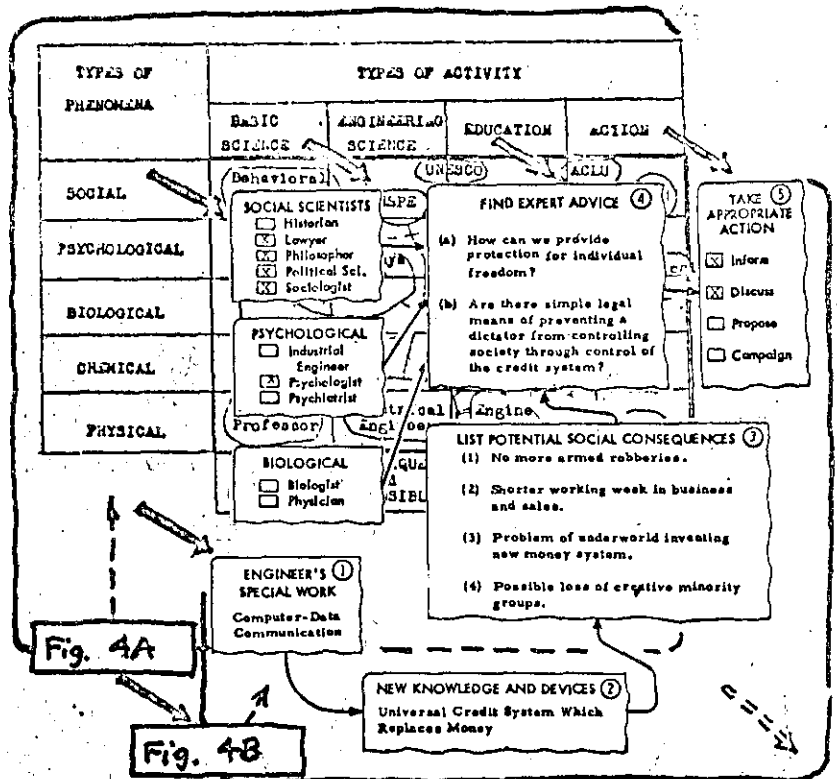 TYPES OF
PHENOMENA
TYPES OF ACTIVITY
BASIC
SCIENCE
ENGINEERING
SCIENCE
EDUCATION
ACTION
SOCIAL
PSYCHOLOGICAL
BIOLOGICAL
CHEMICAL
PHYSICAL
Behavioral
UNESCO
ACLU
SOCIAL SCIENTISTS
Historian
Lawyer
Philosopher
Political Sci.
Sociologist
PSYCHOLOGICAL
Industrial
Engineer
Psychologist
Psychiatrist
Professor
Engine
BIOLOGICAL
Biologist
Physician
FIND EXPERT ADVICE ④
(a) How can we provide
protection for individual
freedom?
(b) Are there simple legal
means of preventing a
dictator from controlling
society through control of
the credit system?
TAKE ⑤
APPROPRIATE
ACTION
Inform
Discuss
Propose
Campaign
LIST POTENTIAL SOCIAL CONSEQUENCES ③
(1) No more armed robberies.
(2) Shorter working week in business
and sales.
(3) Problem of underworld inventing
new money system.
(4) Possible loss of creative minority
groups.
ENGINEER'S ①
SPECIAL WORK
Computer-Data
Communication
NEW KNOWLEDGE AND DEVICES ②
Universal Credit System Which
Replaces Money
Fig. 4A
Fig. 4B